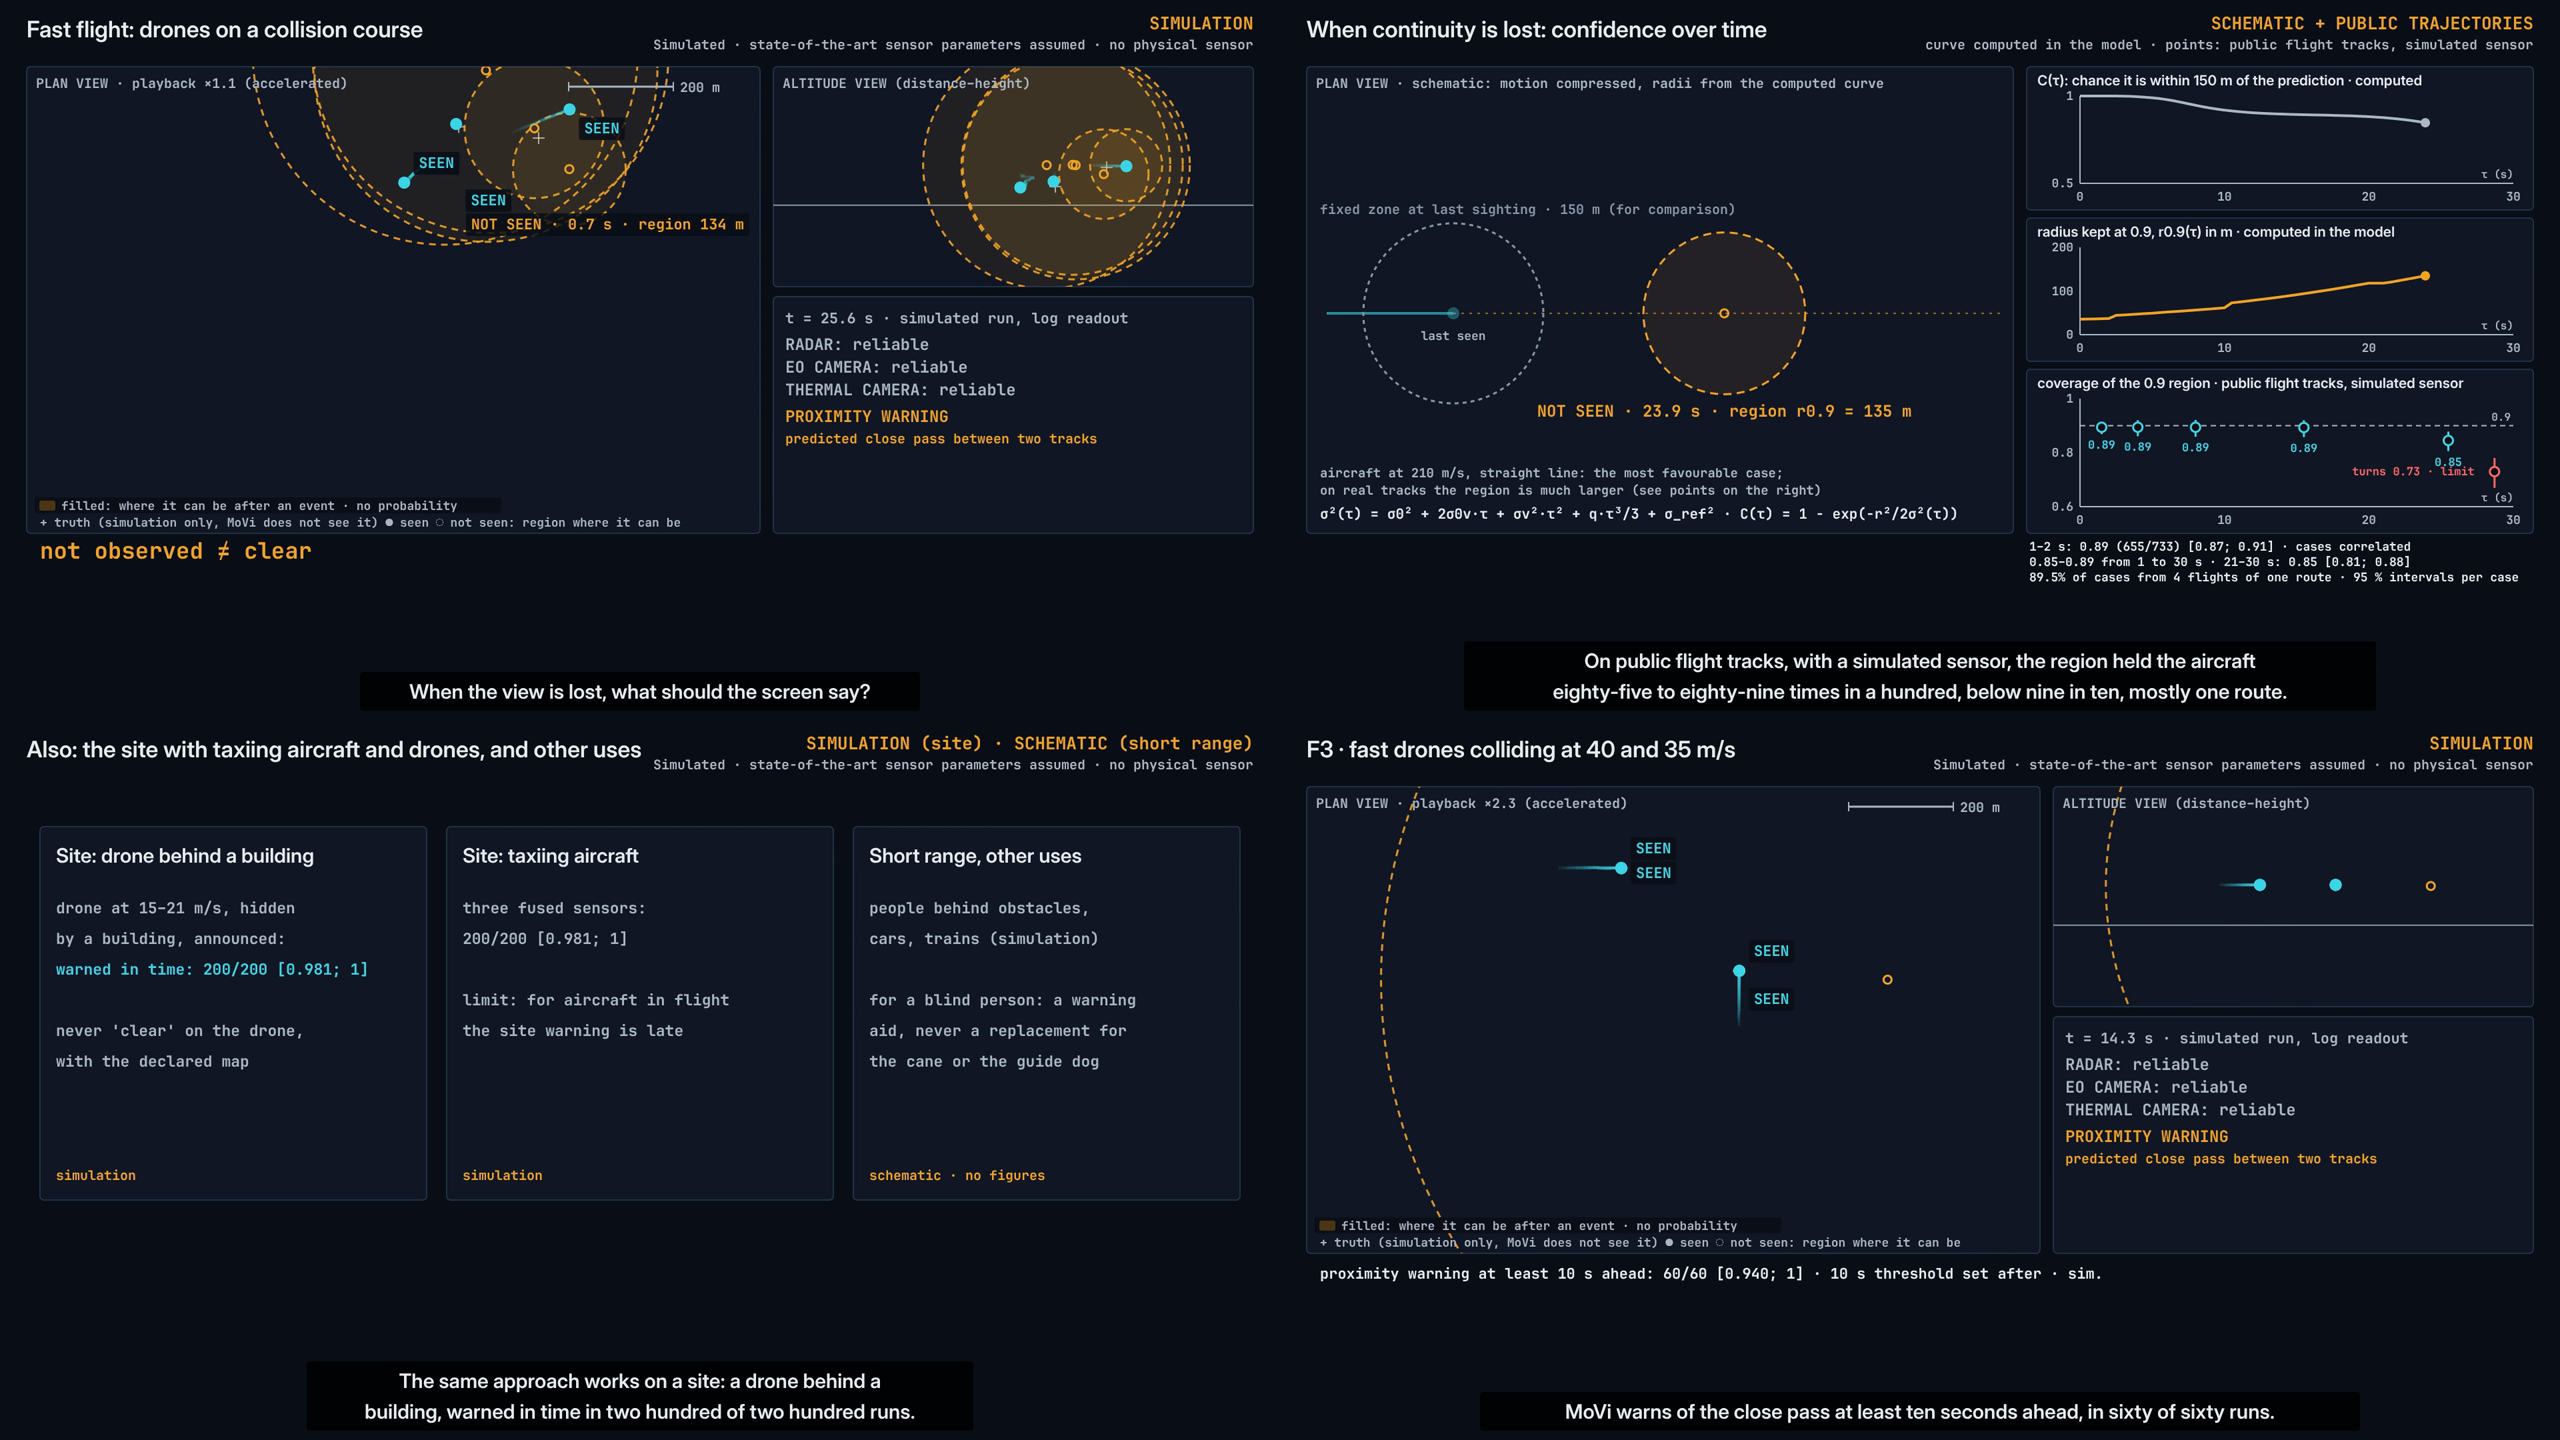 Fast flight: drones on a collision course
SIMULATION
Simulated · state-of-the-art sensor parameters assumed · no physical sensor
PLAN VIEW · playback ×1.1 (accelerated)
200 m
SEEN
SEEN
SEEN
NOT SEEN · 0.7 s · region 134 m
filled: where it can be after an event · no probability
+ truth (simulation only, MoVi does not see it) ● seen ◌ not seen: region where it can be
ALTITUDE VIEW (distance-height)
t = 25.6 s · simulated run, log readout
RADAR: reliable
EO CAMERA: reliable
THERMAL CAMERA: reliable
PROXIMITY WARNING
predicted close pass between two tracks
not observed ≠ clear
When the view is lost, what should the screen say?
When continuity is lost: confidence over time
SCHEMATIC + PUBLIC TRAJECTORIES
curve computed in the model · points: public flight tracks, simulated sensor
PLAN VIEW · schematic: motion compressed, radii from the computed curve
fixed zone at last sighting · 150 m (for comparison)
last seen
NOT SEEN · 23.9 s · region r0.9 = 135 m
aircraft at 210 m/s, straight line: the most favourable case;
on real tracks the region is much larger (see points on the right)
σ²(τ) = σ0² + 2σ0v·τ + σv²·τ² + q·τ³/3 + σ_ref² · C(τ) = 1 - exp(-r²/2σ²(τ))
C(τ): chance it is within 150 m of the prediction · computed
1
0.5
τ (s)
0 10 20 30
radius kept at 0.9, r0.9(τ) in m · computed in the model
200
100
0
τ (s)
0 10 20 30
coverage of the 0.9 region · public flight tracks, simulated sensor
1
0.9
0.89 0.89 0.89 0.89
0.8
0.85
turns 0.73 · limit
0.6
τ (s)
0 10 20 30
1-2 s: 0.89 (655/733) [0.87; 0.91] · cases correlated
0.85-0.89 from 1 to 30 s · 21-30 s: 0.85 [0.81; 0.88]
89.5% of cases from 4 flights of one route · 95 % intervals per case
On public flight tracks, with a simulated sensor, the region held the aircraft
eighty-five to eighty-nine times in a hundred, below nine in ten, mostly one route.
Also: the site with taxiing aircraft and drones, and other uses
SIMULATION (site) · SCHEMATIC (short range)
Simulated · state-of-the-art sensor parameters assumed · no physical sensor
Site: drone behind a building
drone at 15-21 m/s, hidden
by a building, announced:
warned in time: 200/200 [0.981; 1]
never 'clear' on the drone,
with the declared map
simulation
Site: taxiing aircraft
three fused sensors:
200/200 [0.981; 1]
limit: for aircraft in flight
the site warning is late
simulation
Short range, other uses
people behind obstacles,
cars, trains (simulation)
for a blind person: a warning
aid, never a replacement for
the cane or the guide dog
schematic · no figures
The same approach works on a site: a drone behind a
building, warned in time in two hundred of two hundred runs.
F3 · fast drones colliding at 40 and 35 m/s
SIMULATION
Simulated · state-of-the-art sensor parameters assumed · no physical sensor
PLAN VIEW · playback ×2.3 (accelerated)
200 m
SEEN
SEEN
SEEN
SEEN
filled: where it can be after an event · no probability
+ truth (simulation only, MoVi does not see it) ● seen ◌ not seen: region where it can be
ALTITUDE VIEW (distance-height)
t = 14.3 s · simulated run, log readout
RADAR: reliable
EO CAMERA: reliable
THERMAL CAMERA: reliable
PROXIMITY WARNING
predicted close pass between two tracks
proximity warning at least 10 s ahead: 60/60 [0.940; 1] · 10 s threshold set after · sim.
MoVi warns of the close pass at least ten seconds ahead, in sixty of sixty runs.